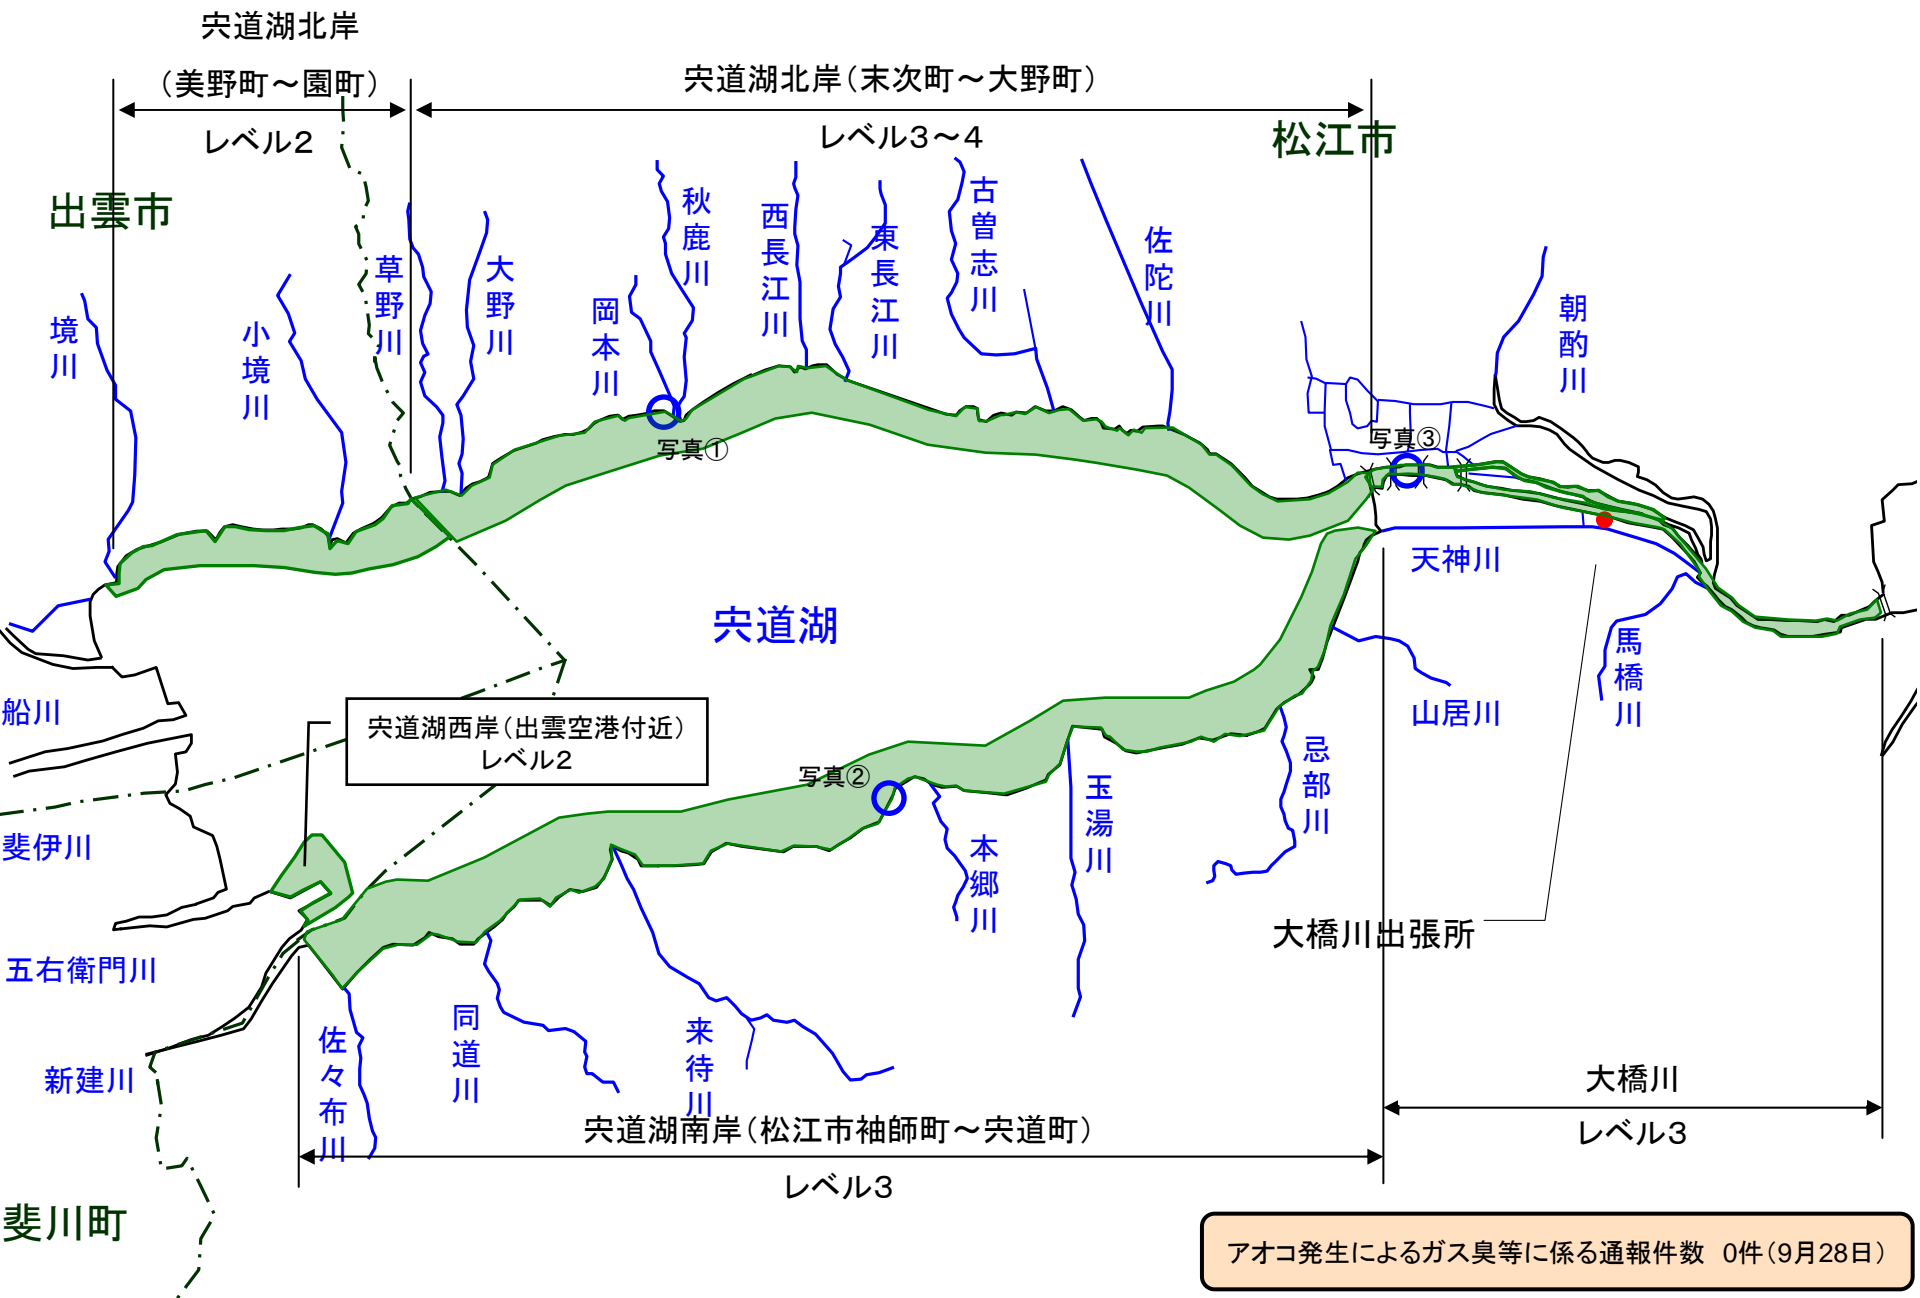 宍道湖北岸
（美野町～園町）
レベル2
宍道湖北岸（末次町～大野町）
レベル3～4
松江市
出雲市
境川
小境川
草野川
大野川
岡本川
秋鹿川
西長江川
東長江川
古曽志川
佐陀川
朝酌川
写真①
写真③
天神川
宍道湖
馬橋川
山居川
船川
宍道湖西岸（出雲空港付近）
レベル2
写真②
忌部川
玉湯川
本郷川
斐伊川
大橋川出張所
五右衛門川
新建川
佐々布川
同道川
来待川
大橋川
レベル3
宍道湖南岸（松江市袖師町～宍道町）
レベル3
斐川町
アオコ発生によるガス臭等に係る通報件数　0件（9月28日）